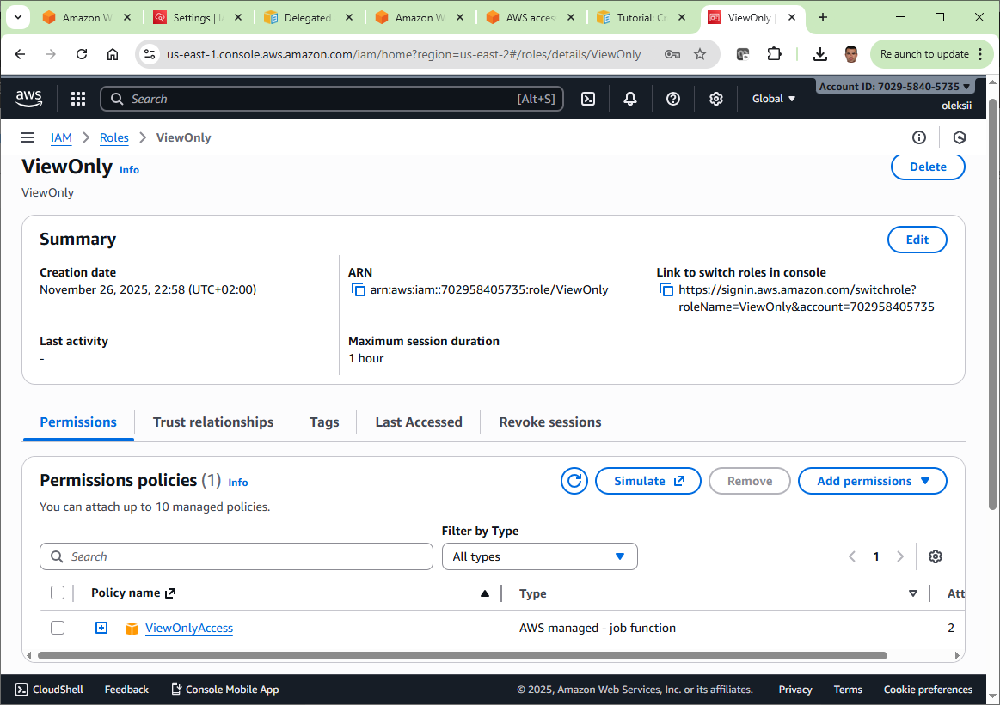 Amazon W
Settings | I
Delegated
Amazon W
AWS acces
Tutorial: Cr
ViewOnly |
us-east-1.console.aws.amazon.com/iam/home?region=us-east-2#/roles/details/ViewOnly
Relaunch to update
aws
Search
[Alt+S]
Global
Account ID: 7029-5840-5735
oleksii
IAM
Roles
ViewOnly
ViewOnly
Info
Delete
ViewOnly
Summary
Edit
Creation date
November 26, 2025, 22:58 (UTC+02:00)
ARN
arn:aws:iam::702958405735:role/ViewOnly
Link to switch roles in console
https://signin.aws.amazon.com/switchrole?
roleName=ViewOnly&account=702958405735
Last activity
-
Maximum session duration
1 hour
Permissions
Trust relationships
Tags
Last Accessed
Revoke sessions
Permissions policies (1)
Info
Simulate
Remove
Add permissions
You can attach up to 10 managed policies.
Filter by Type
Search
All types
1
Policy name
Type
Att
ViewOnlyAccess
AWS managed - job function
2
CloudShell
Feedback
Console Mobile App
© 2025, Amazon Web Services, Inc. or its affiliates.
Privacy
Terms
Cookie preferences